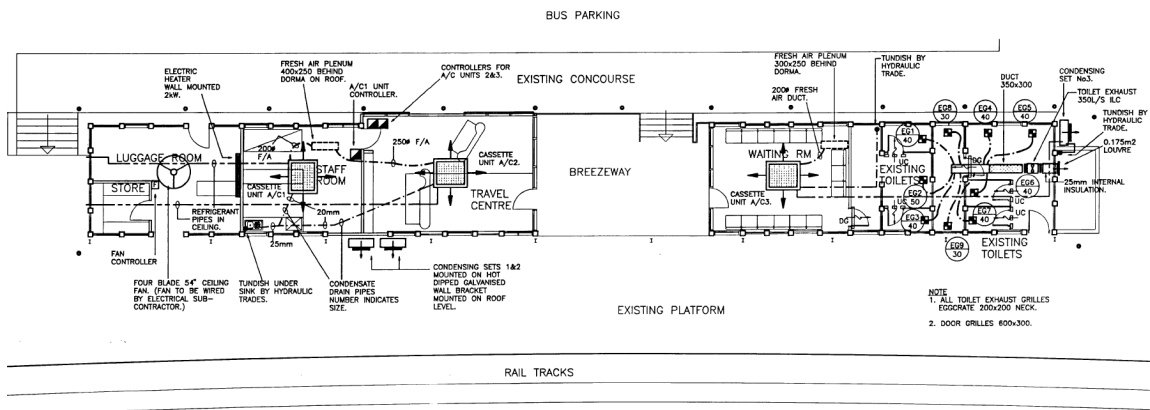 BUS PARKING
EXISTING CONCOURSE
ELECTRIC
HEATER
WALL MOUNTED
2kW.
FRESH AIR PLENUM
400x250 BEHIND
DORMA ON ROOF.
A/C1 UNIT
CONTROLLER.
CONTROLLERS FOR
A/C UNITS 2&3.
FRESH AIR PLENUM
300x250 BEHIND
DORMA.
200ø FRESH
AIR DUCT.
TUNDISH BY
HYDRAULIC
TRADE.
DUCT
350x300
CONDENSING
SET No3.
TOILET EXHAUST
350L/S ILC
TUNDISH BY
HYDRAULIC
TRADE.
0.175m2
LOUVRE
25mm INTERNAL
INSULATION.
LUGGAGE ROOM
STORE
F
200ø
F/A
STAFF
ROOM
CASSETTE
UNIT A/C1
250ø F/A
CASSETTE
UNIT A/C2.
TRAVEL
CENTRE
BREEZEWAY
WAITING RM
CASSETTE
UNIT A/C3.
DG
EXISTING
TOILETS
EG1
40
EG8
30
EG4
40
EG5
40
EG2
50
EG3
40
EG6
40
EG7
40
EG9
30
UC
UC
DG
UC
UC
EXISTING
TOILETS
REFRIGERANT
PIPES IN
CEILING.
20mm
25mm
FAN
CONTROLLER
FOUR BLADE 54" CEILING
FAN. (FAN TO BE WIRED
BY ELECTRICAL SUB-
CONTRACTOR.)
TUNDISH UNDER
SINK BY HYDRAULIC
TRADES.
CONDENSATE
DRAIN PIPES
NUMBER INDICATES
SIZE.
CONDENSING SETS 1&2
MOUNTED ON HOT
DIPPED GALVANISED
WALL BRACKET
MOUNTED ON ROOF
LEVEL.
EXISTING PLATFORM
NOTE
1. ALL TOILET EXHAUST GRILLES
EGGCRATE 200x200 NECK.
2. DOOR GRILLES 600x300.
RAIL TRACKS